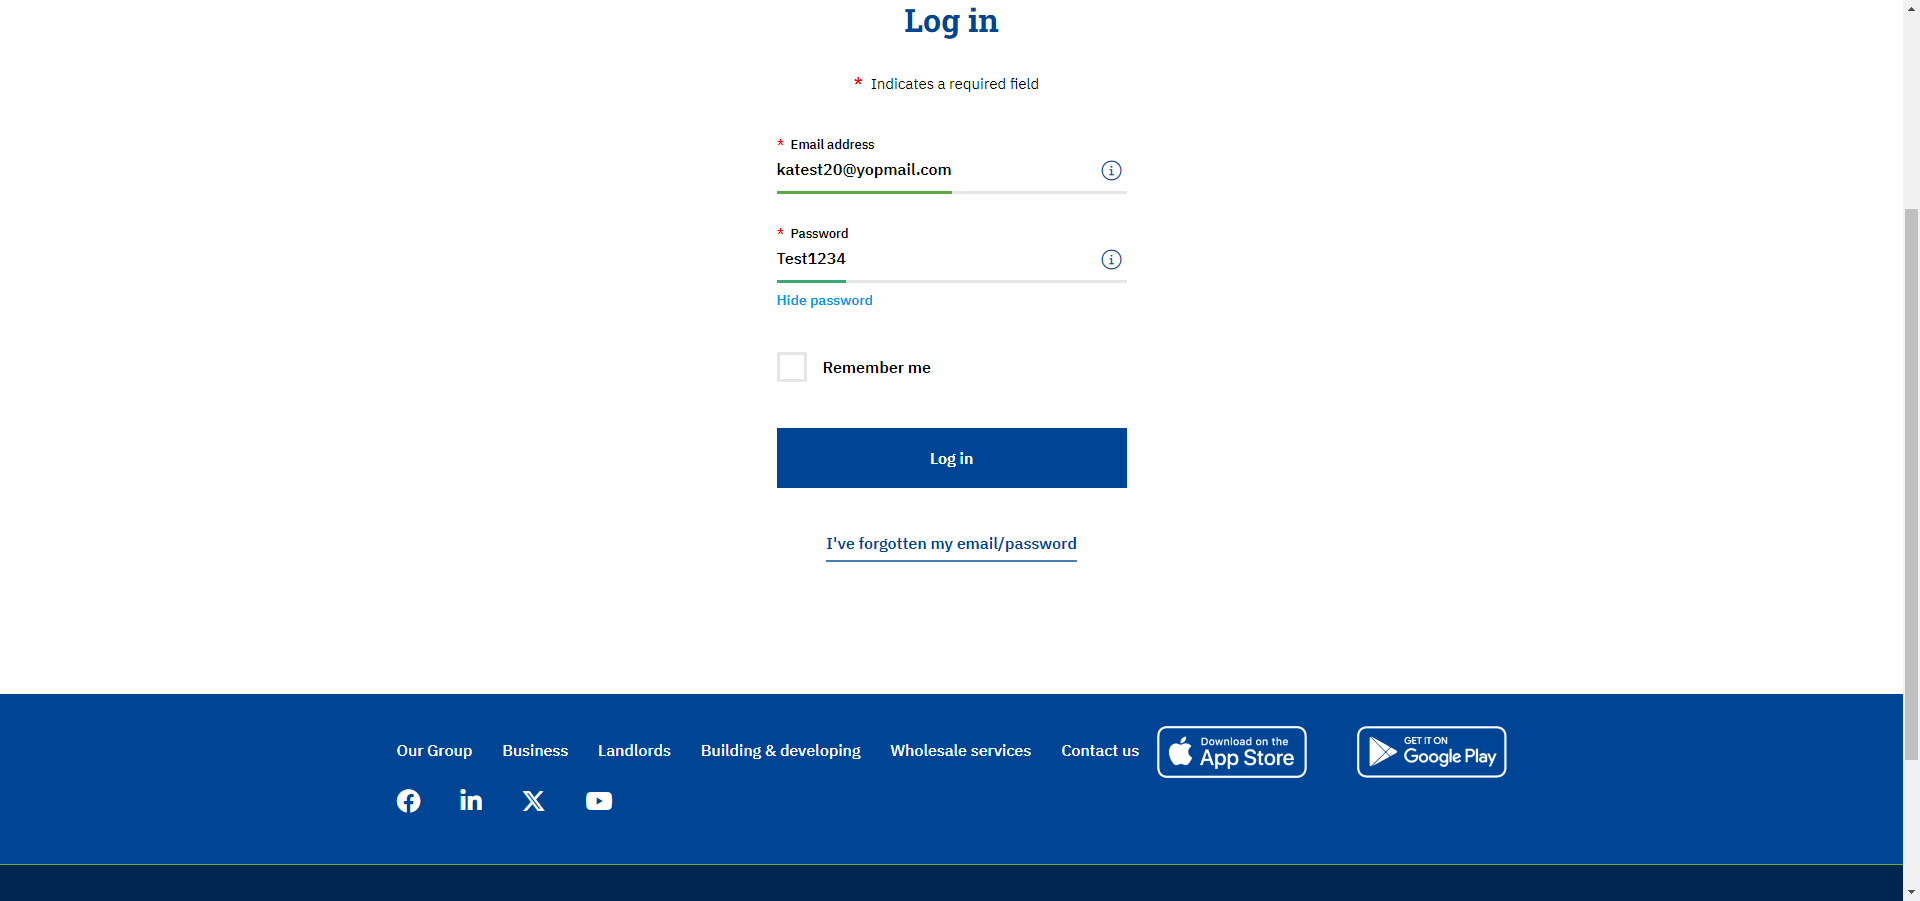 Log in
* Indicates a required field
* Email address
katest20@yopmail.com
* Password
Test1234
Hide password
Remember me
Log in
I've forgotten my email/password
Our Group Business Landlords Building & developing Wholesale services Contact us
Download on the
App Store
GET IT ON
Google Play